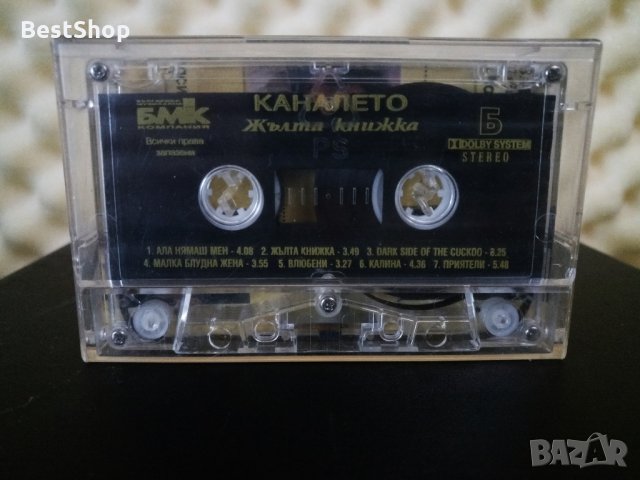 BestShop
БМК
КОМПАНИЯ
Всички права
запазени
КАНАЛЕТО
Жълта книжка
PS
Б
DOLBY SYSTEM
STEREO
1. АЛА НЯМАШ МЕН - 4.08 2. ЖЪЛТА КНИЖКА - 3.49 3. DARK SIDE OF THE CUCKOO - 8.25
4. МАЛКА БЛУДНА ЖЕНА - 3.55 5. ВЛЮБЕНИ - 3.27 6. КАЛИНА - 4.36 7. ПРИЯТЕЛИ - 5.48
BAZAR